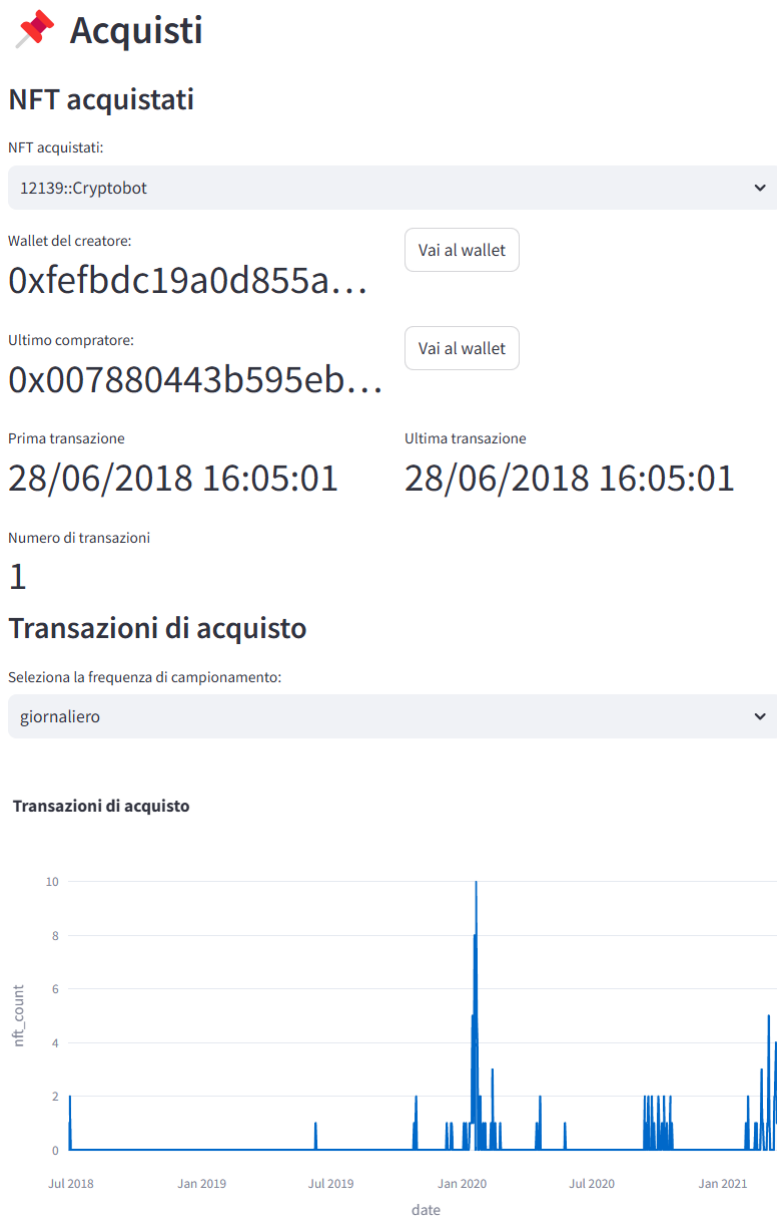 Acquisti
NFT acquistati
NFT acquistati:
12139::Cryptobot
Wallet del creatore:
Vai al wallet
0xfefbdc19a0d855a...
Ultimo compratore:
Vai al wallet
0x007880443b595eb...
Prima transazione
Ultima transazione
28/06/2018 16:05:01
28/06/2018 16:05:01
Numero di transazioni
1
Transazioni di acquisto
Seleziona la frequenza di campionamento:
giornaliero
Transazioni di acquisto
10
8
6
4
2
0
nft_count
Jul 2018
Jan 2019
Jul 2019
Jan 2020
Jul 2020
Jan 2021
date